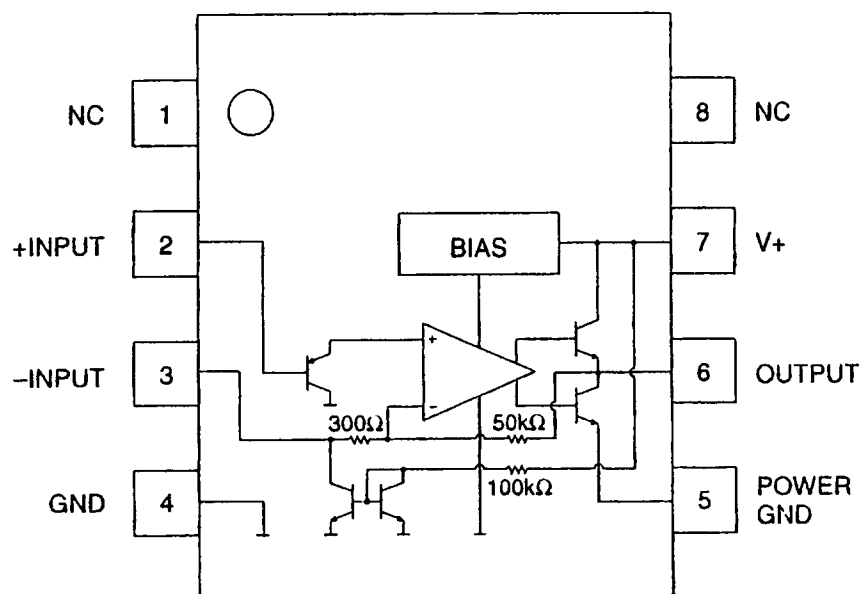 NC 1
8 NC
+INPUT 2
BIAS
7 V+
+
−INPUT 3
6 OUTPUT
−
300Ω
50kΩ
100kΩ
GND 4
5 POWER
GND